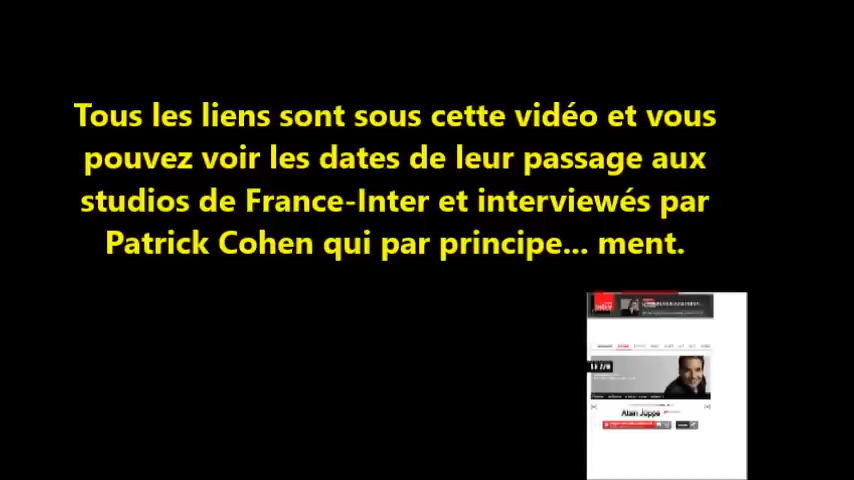 Tous les liens sont sous cette vidéo et vous
pouvez voir les dates de leur passage aux
studios de France-Inter et interviewés par
Patrick Cohen qui par principe... ment.
inter
Alain Juppé